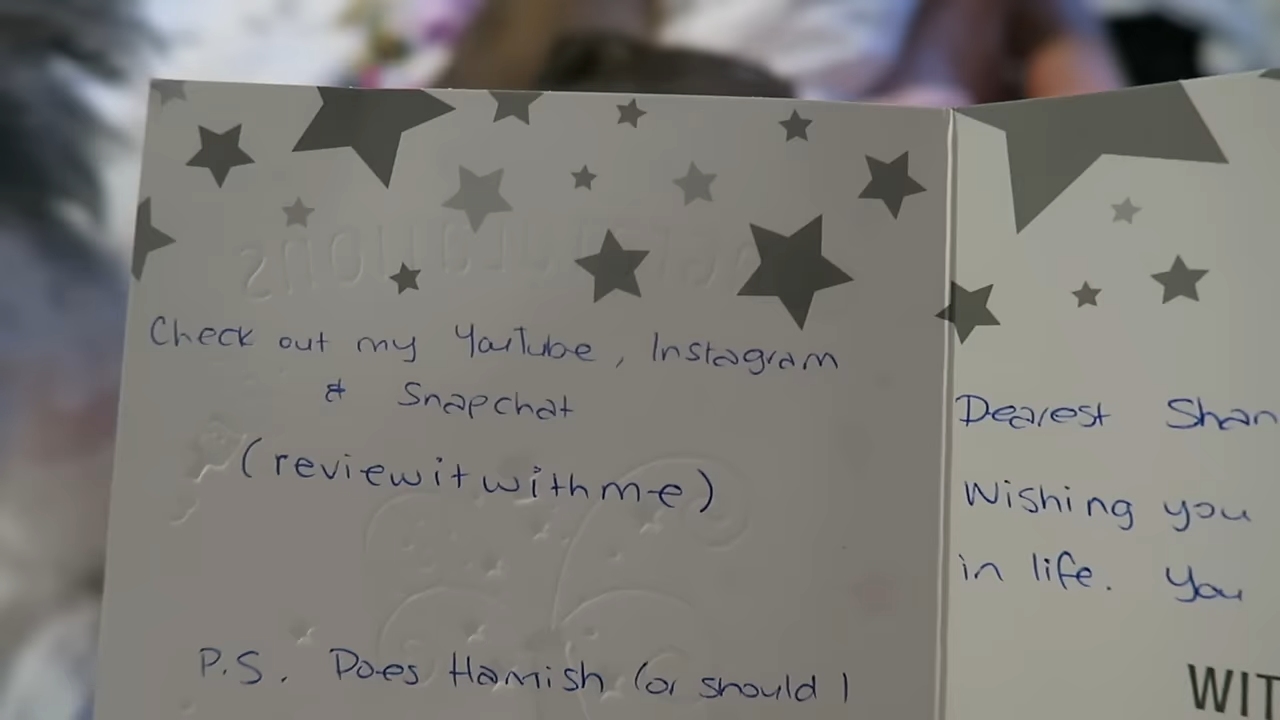 Check out my YouTube, Instagram
& Snapchat
(reviewitwithme)
P.S. Does Hamish (or should I
Dearest Shan
Wishing you
in life. You
WIT